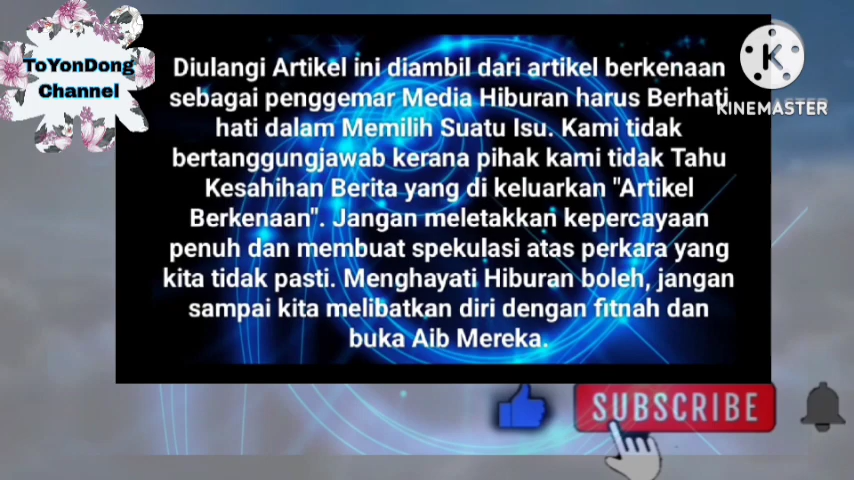 ToYonDong
Channel
KINEMASTER
Diulangi Artikel ini diambil dari artikel berkenaan
sebagai penggemar Media Hiburan harus Berhati
hati dalam Memilih Suatu Isu. Kami tidak
bertanggungjawab kerana pihak kami tidak Tahu
Kesahihan Berita yang di keluarkan "Artikel
Berkenaan". Jangan meletakkan kepercayaan
penuh dan membuat spekulasi atas perkara yang
kita tidak pasti. Menghayati Hiburan boleh, jangan
sampai kita melibatkan diri dengan fitnah dan
buka Aib Mereka.
SUBSCRIBE